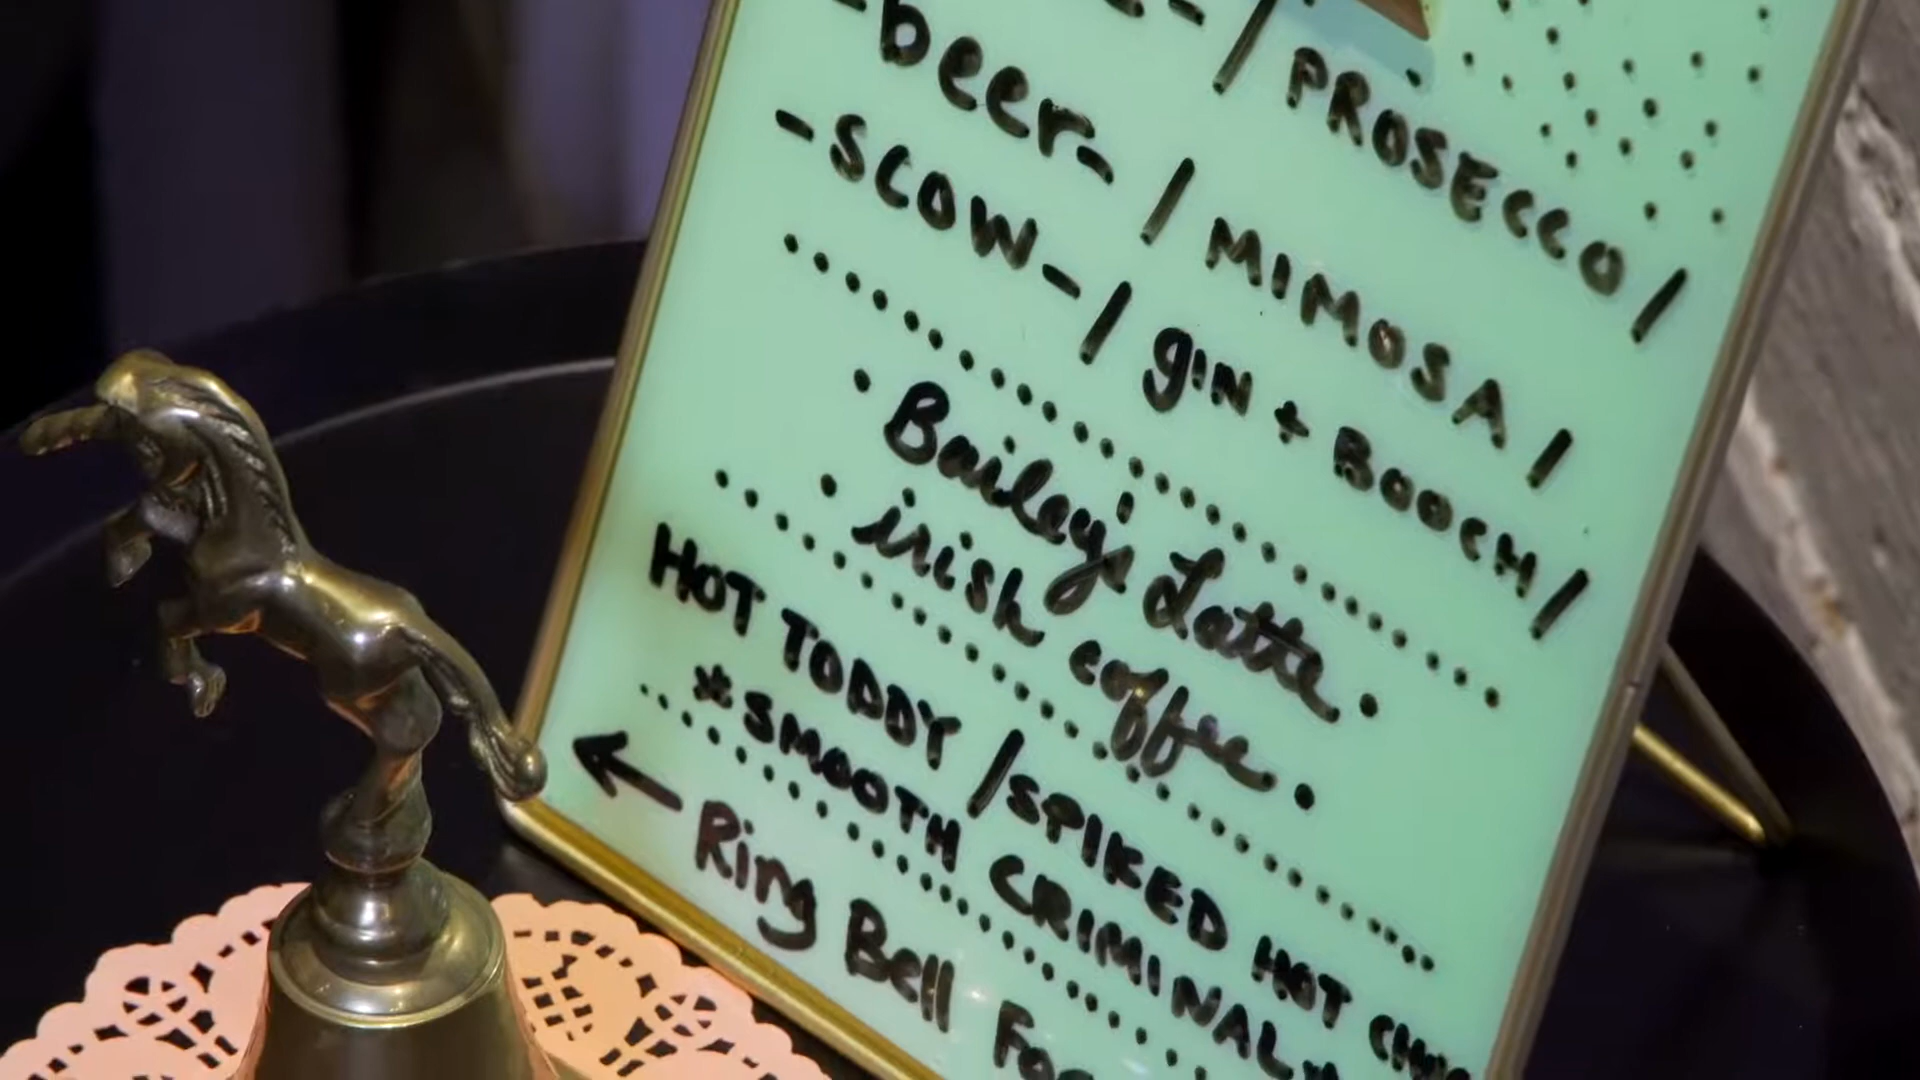 PROSECCO /
-beer- / MIMOSA /
-SCOW- / gIN + BOOCH /
• Bailey's Latte •
• irish coffee •
HOT TODDY / SPIKED HOT
*SMOOTH CRIMINAL*
← Ring Bell